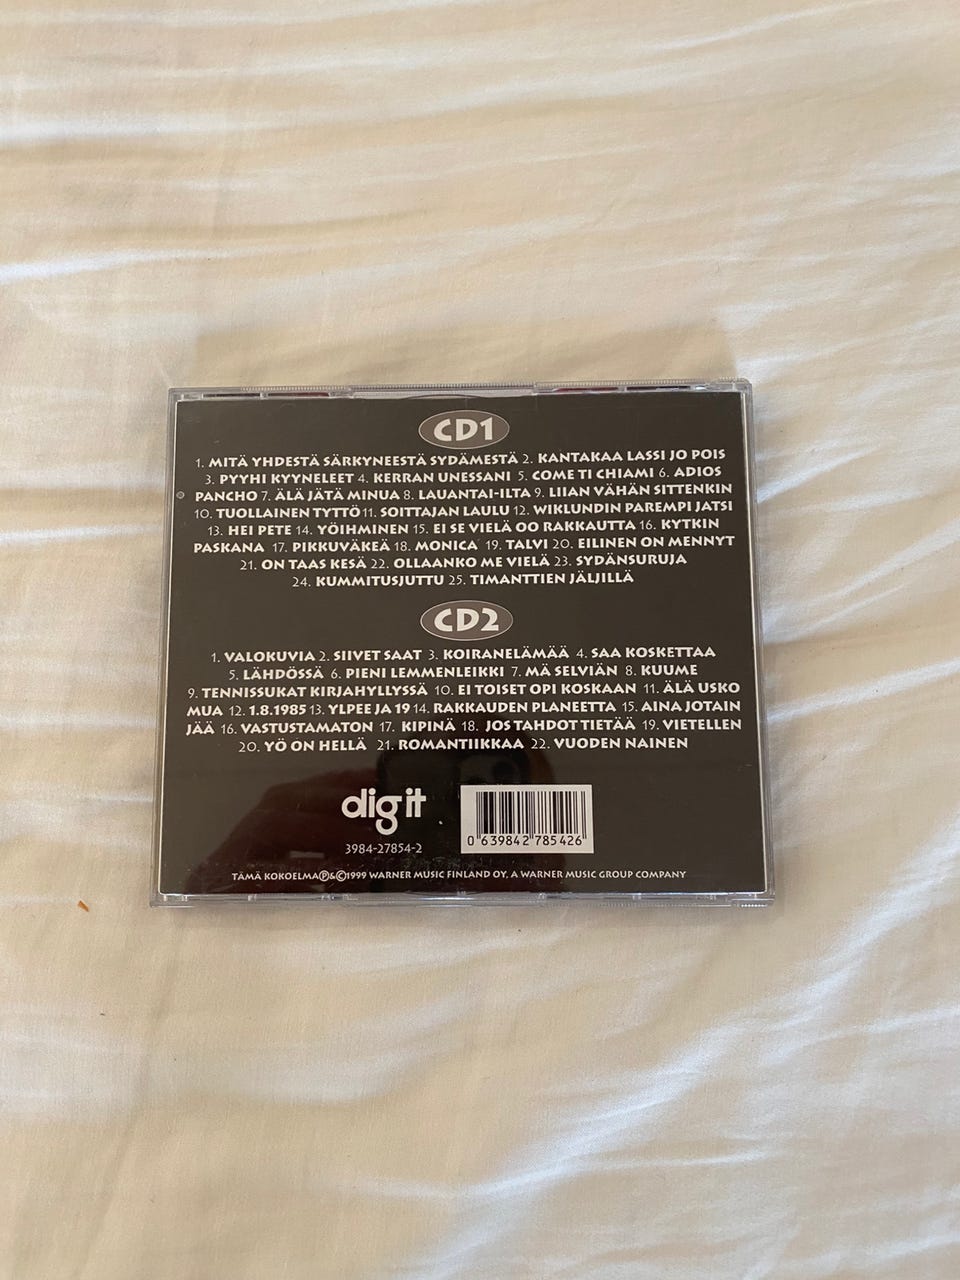 CD1
1. MITÄ YHDESTÄ SÄRKYNEESTÄ SYDÄMESTÄ 2. KANTAKAA LASSI JO POIS
3. PYYHI KYYNELEET 4. KERRAN UNESSANI 5. COME TI CHIAMI 6. ADIOS
PANCHO 7. ÄLÄ JÄTÄ MINUA 8. LAUANTAI-ILTA 9. LIIAN VÄHÄN SITTENKIN
10. TUOLLAINEN TYTTÖ 11. SOITTAJAN LAULU 12. WIKLUNDIN PAREMPI JATSI
13. HEI PETE 14. YÖIHMINEN 15. EI SE VIELÄ OO RAKKAUTTA 16. KYTKIN
PASKANA 17. PIKKUVÄKEÄ 18. MONICA 19. TALVI 20. EILINEN ON MENNYT
21. ON TAAS KESÄ 22. OLLAANKO ME VIELÄ 23. SYDÄNSURUJA
24. KUMMITUSJUTTU 25. TIMANTTIEN JÄLJILLÄ
CD2
1. VALOKUVIA 2. SIIVET SAAT 3. KOIRANELÄMÄÄ 4. SAA KOSKETTAA
5. LÄHDÖSSÄ 6. PIENI LEMMENLEIKKI 7. MÄ SELVIÄN 8. KUUME
9. TENNISSUKAT KIRJAHYLLYSSÄ 10. EI TOISET OPI KOSKAAN 11. ÄLÄ USKO
MUA 12. 1.8.1985 13. YLPEE JA 19 14. RAKKAUDEN PLANEETTA 15. AINA JOTAIN
JÄÄ 16. VASTUSTAMATON 17. KIPINÄ 18. JOS TAHDOT TIETÄÄ 19. VIETELLEN
20. YÖ ON HELLÄ 21. ROMANTIIKKAA 22. VUODEN NAINEN
digit
3984-27854-2
0 639842 785426
TÄMÄ KOKOELMA Ⓟ&©1999 WARNER MUSIC FINLAND OY, A WARNER MUSIC GROUP COMPANY